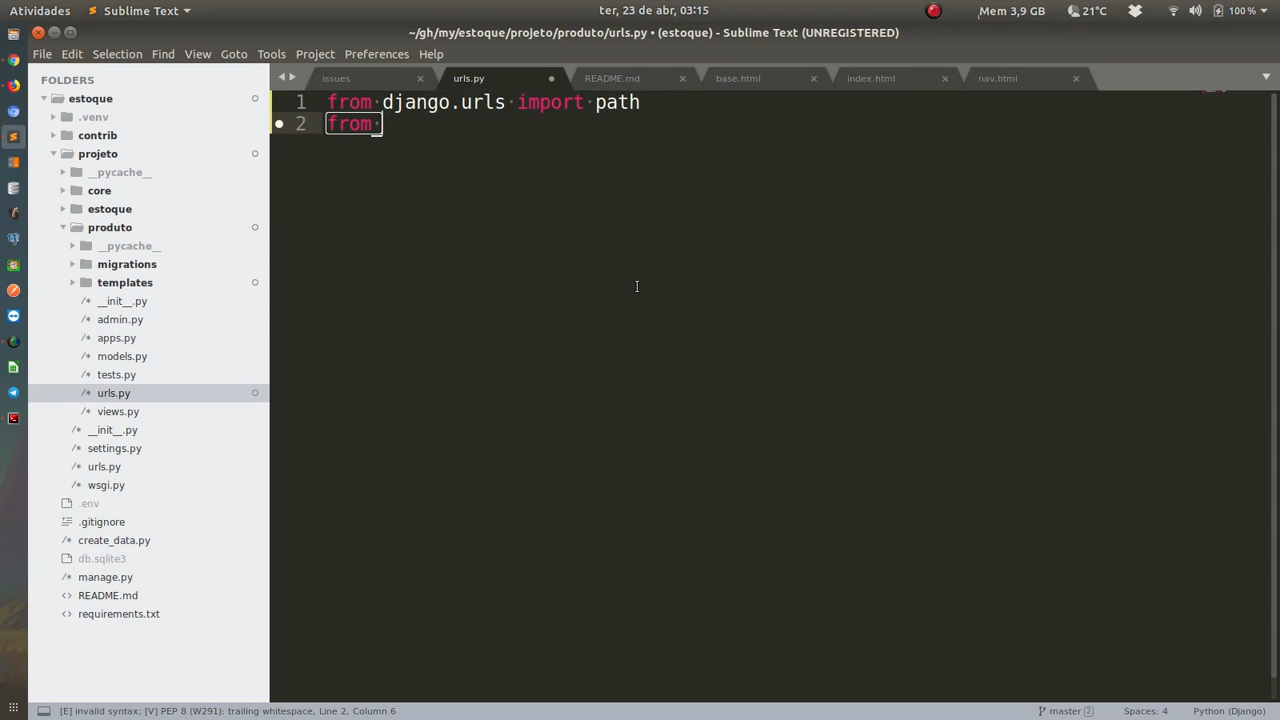 Atividades
Sublime Text
ter, 23 de abr, 03:15
Mem 3,9 GB
21°C
100%
~/gh/my/estoque/projeto/produto/urls.py • (estoque) - Sublime Text (UNREGISTERED)
File Edit Selection Find View Goto Tools Project Preferences Help
issues
urls.py
README.md
base.html
index.html
nav.html
FOLDERS
estoque
.venv
contrib
projeto
__pycache__
core
estoque
produto
__pycache__
migrations
templates
/* __init__.py
/* admin.py
/* apps.py
/* models.py
/* tests.py
/* urls.py
/* views.py
/* __init__.py
/* settings.py
/* urls.py
/* wsgi.py
.env
.gitignore
/* create_data.py
db.sqlite3
/* manage.py
<> README.md
<> requirements.txt
1 from django.urls import path
2 from
[E] invalid syntax; [V] PEP 8 (W291): trailing whitespace, Line 2, Column 6
master 2
Spaces: 4
Python (Django)